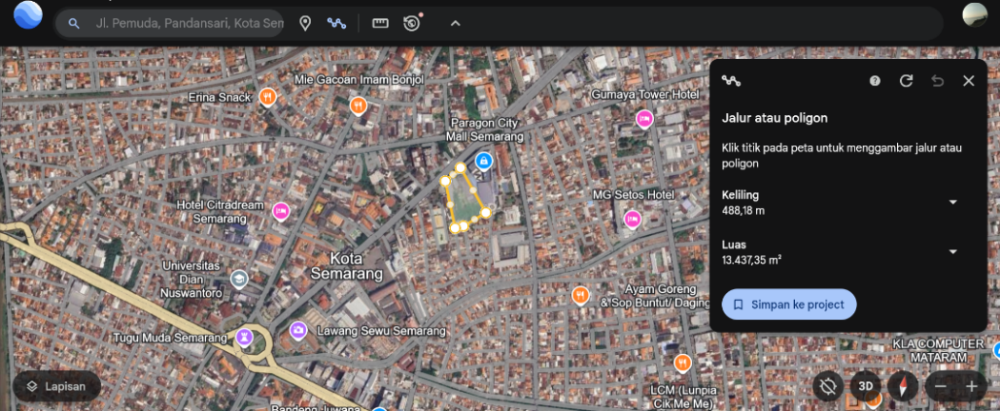 Jl. Pemuda, Pandansari, Kota Sem
Mie Gacoan Imam Bonjol
Erina Snack
Gumaya Tower Hotel
Paragon City
Mall Semarang
Jalur atau poligon
Klik titik pada peta untuk menggambar jalur atau
poligon
Keliling
488,18 m
Luas
13.437,35 m²
Simpan ke project
MG Setos Hotel
Hotel Citradream
Semarang
Kota
Semarang
Universitas
Dian
Nuswantoro
Ayam Goreng
& Sop Buntut/ Daging
Tugu Muda Semarang
Lawang Sewu Semarang
KLA COMPUTER
MATARAM
Lapisan
3D
LCM (Lunpia
Cik Me Me)
Bandeng Juwana